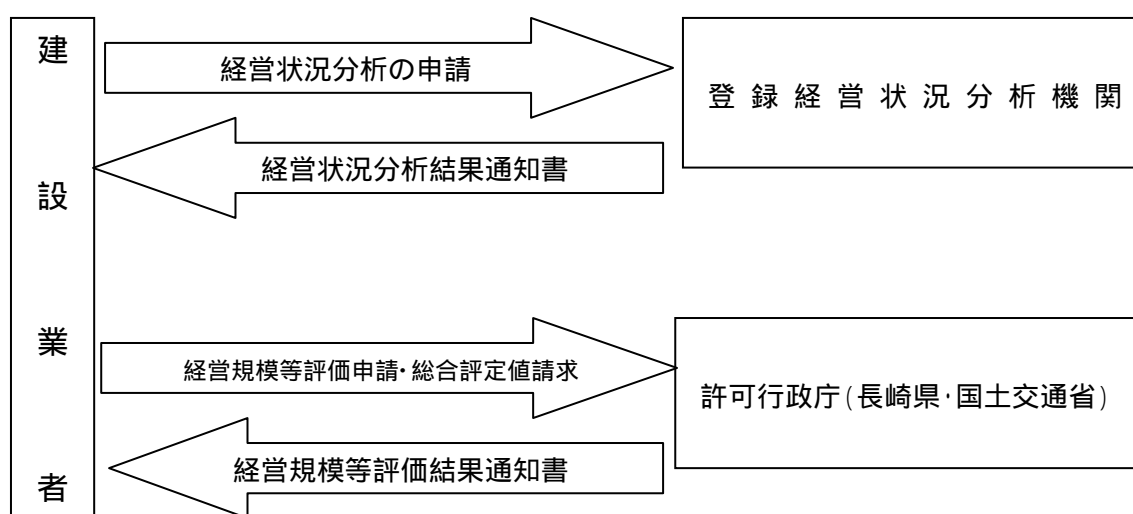 建設業者
経営状況分析の申請
登録経営状況分析機関
経営状況分析結果通知書
経営規模等評価申請・総合評定値請求
許可行政庁(長崎県・国土交通省)
経営規模等評価結果通知書